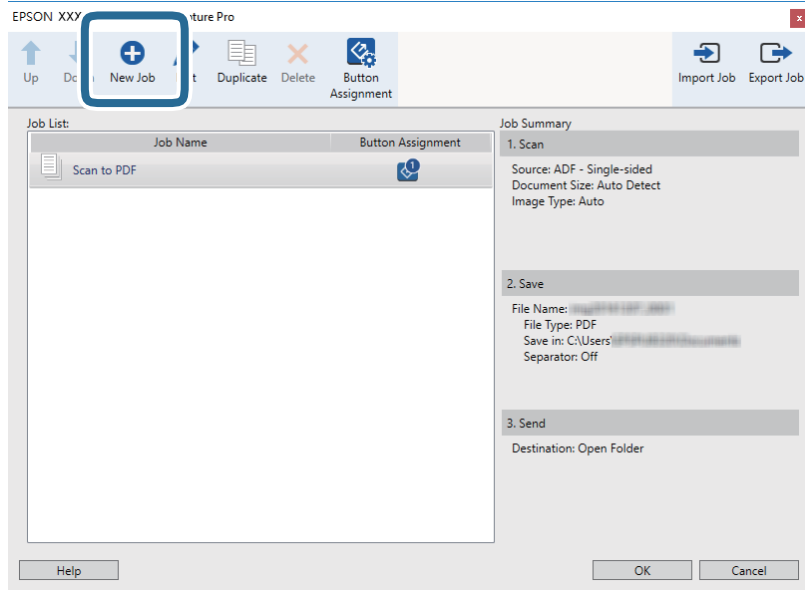 EPSON XXX ture Pro
x
Up
New Job
Duplicate
Delete
Button
Assignment
Import Job
Export Job
Job List:
Job Name
Button Assignment
Scan to PDF
1
Job Summary
1. Scan
Source: ADF - Single-sided
Document Size: Auto Detect
Image Type: Auto
2. Save
File Name:
File Type: PDF
Save in: C:\Users\
Separator: Off
3. Send
Destination: Open Folder
Help
OK
Cancel